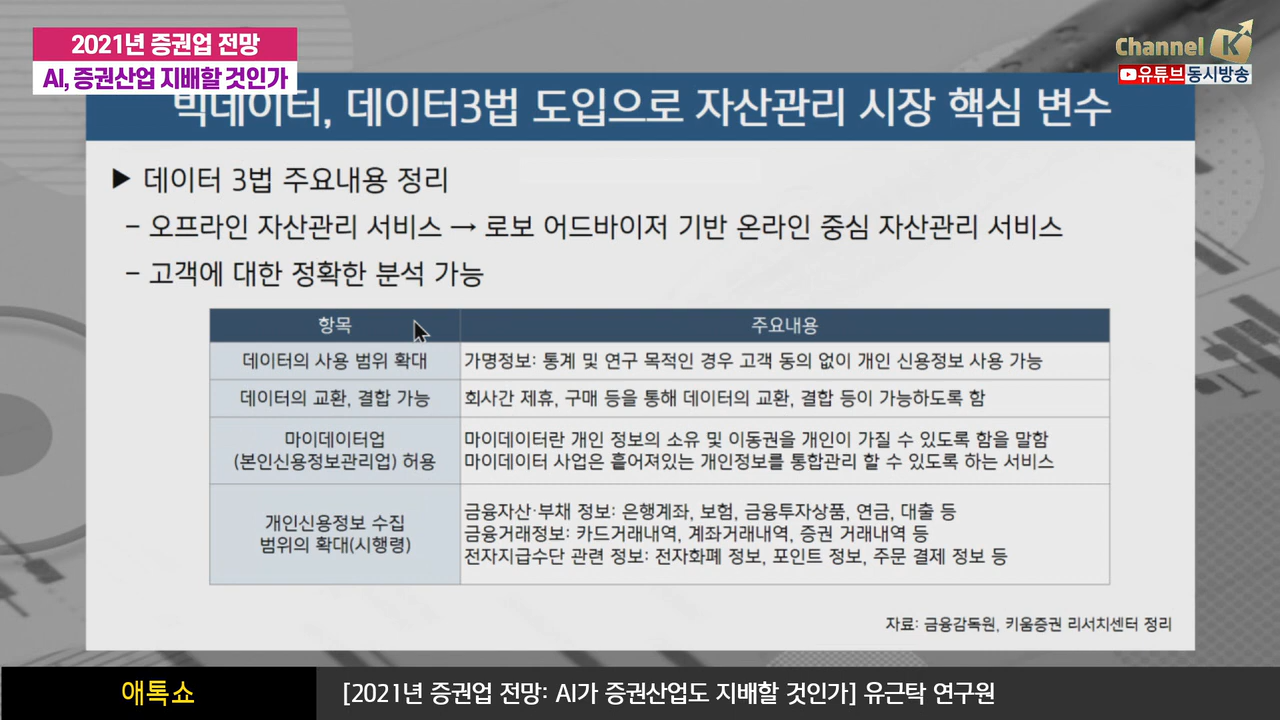 2021년 증권업 전망
AI, 증권산업 지배할 것인가
Channel K
유튜브동시방송
빅데이터, 데이터3법 도입으로 자산관리 시장 핵심 변수
▶ 데이터 3법 주요내용 정리
– 오프라인 자산관리 서비스 → 로보 어드바이저 기반 온라인 중심 자산관리 서비스
– 고객에 대한 정확한 분석 가능
항목 주요내용
데이터의 사용 범위 확대 가명정보: 통계 및 연구 목적인 경우 고객 동의 없이 개인 신용정보 사용 가능
데이터의 교환, 결합 가능 회사간 제휴, 구매 등을 통해 데이터의 교환, 결합 등이 가능하도록 함
마이데이터업
(본인신용정보관리업) 허용
마이데이터란 개인 정보의 소유 및 이동권을 개인이 가질 수 있도록 함을 말함
마이데이터 사업은 흩어져있는 개인정보를 통합관리 할 수 있도록 하는 서비스
개인신용정보 수집
범위의 확대(시행령)
금융자산·부채 정보: 은행계좌, 보험, 금융투자상품, 연금, 대출 등
금융거래정보: 카드거래내역, 계좌거래내역, 증권 거래내역 등
전자지급수단 관련 정보: 전자화폐 정보, 포인트 정보, 주문 결제 정보 등
자료: 금융감독원, 키움증권 리서치센터 정리
애톡쇼
[2021년 증권업 전망: AI가 증권산업도 지배할 것인가] 유근탁 연구원